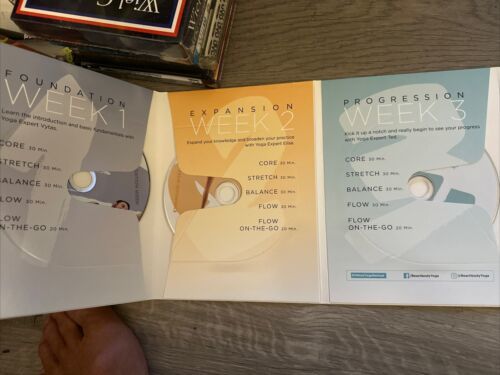 FOUNDATION
WEEK 1
Learn the introduction and basic fundamentals with
Yoga Expert Vytas.
CORE 30 Min.
STRETCH 30 Min.
BALANCE 30 Min.
FLOW 30 Min.
FLOW
ON-THE-GO 20 Min.
EXPANSION
WEEK 2
Expand your knowledge and broaden your practice
with Yoga Expert Elise.
CORE 30 Min.
STRETCH 30 Min.
BALANCE 30 Min.
FLOW 30 Min.
FLOW
ON-THE-GO 20 Min.
PROGRESSION
WEEK 3
Kick it up a notch and really begin to see your progress
with Yoga Expert Ted.
CORE 30 Min.
STRETCH 30 Min.
BALANCE 30 Min.
FLOW 30 Min.
FLOW
ON-THE-GO 20 Min.
/BeachbodyYoga